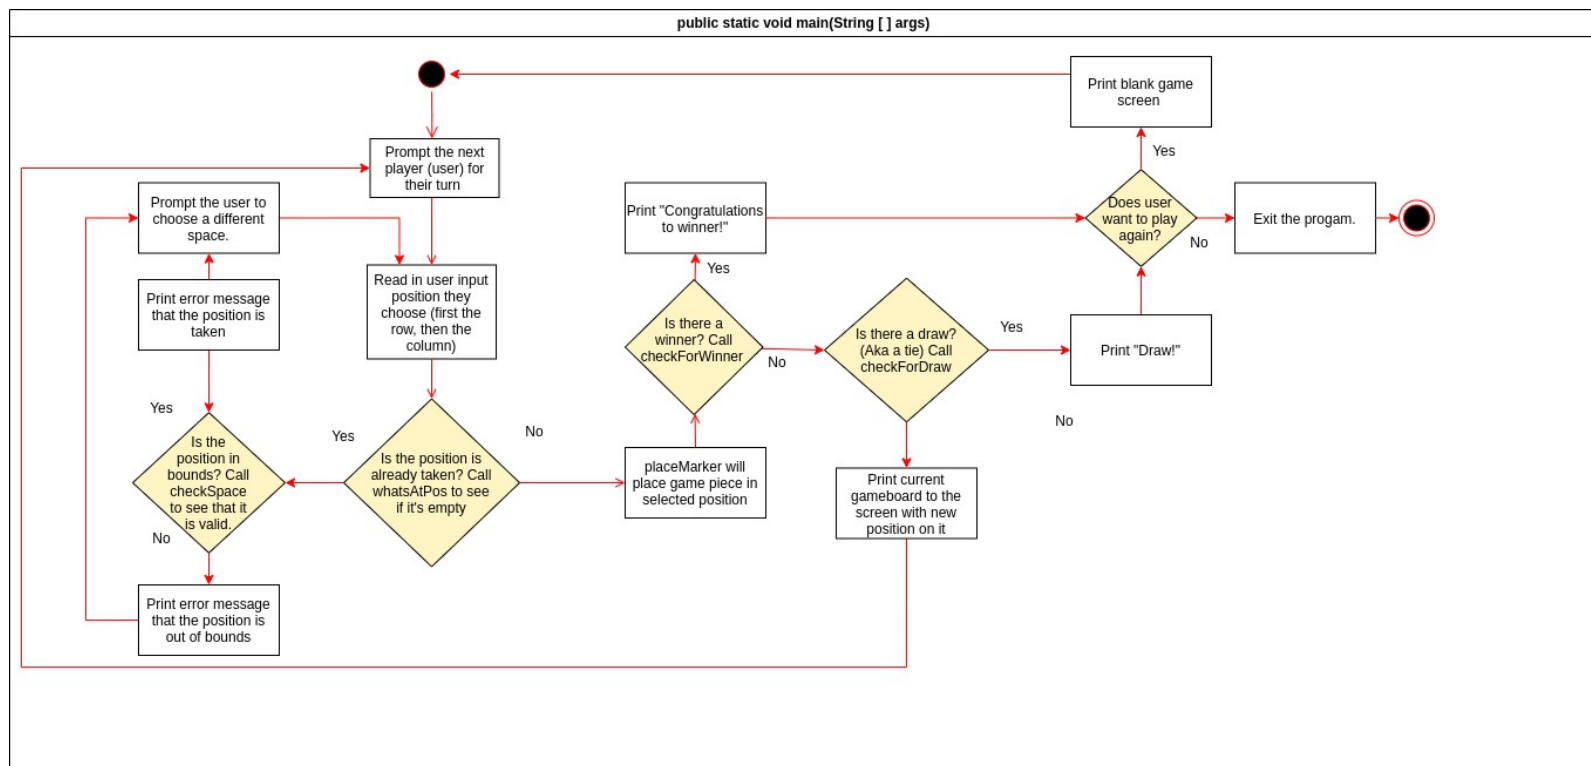 public static void main(String [ ] args)
Print blank game
screen
Prompt the next
player (user) for
their turn
Yes
Prompt the user to
choose a different
space.
Print "Congratulations
to winner!"
Does user
want to play
again?
No
Exit the progam.
Print error message
that the position is
taken
Read in user input
position they
choose (first the
row, then the
column)
Yes
Is there a
winner? Call
checkForWinner
No
Is there a draw?
(Aka a tie) Call
checkForDraw
Yes
Print "Draw!"
No
Yes
Is the
position in
bounds? Call
checkSpace
to see that it
is valid.
No
Yes
Is the position is
already taken? Call
whatsAtPos to see
if it's empty
No
placeMarker will
place game piece in
selected position
Print current
gameboard to the
screen with new
position on it
Print error message
that the position is
out of bounds